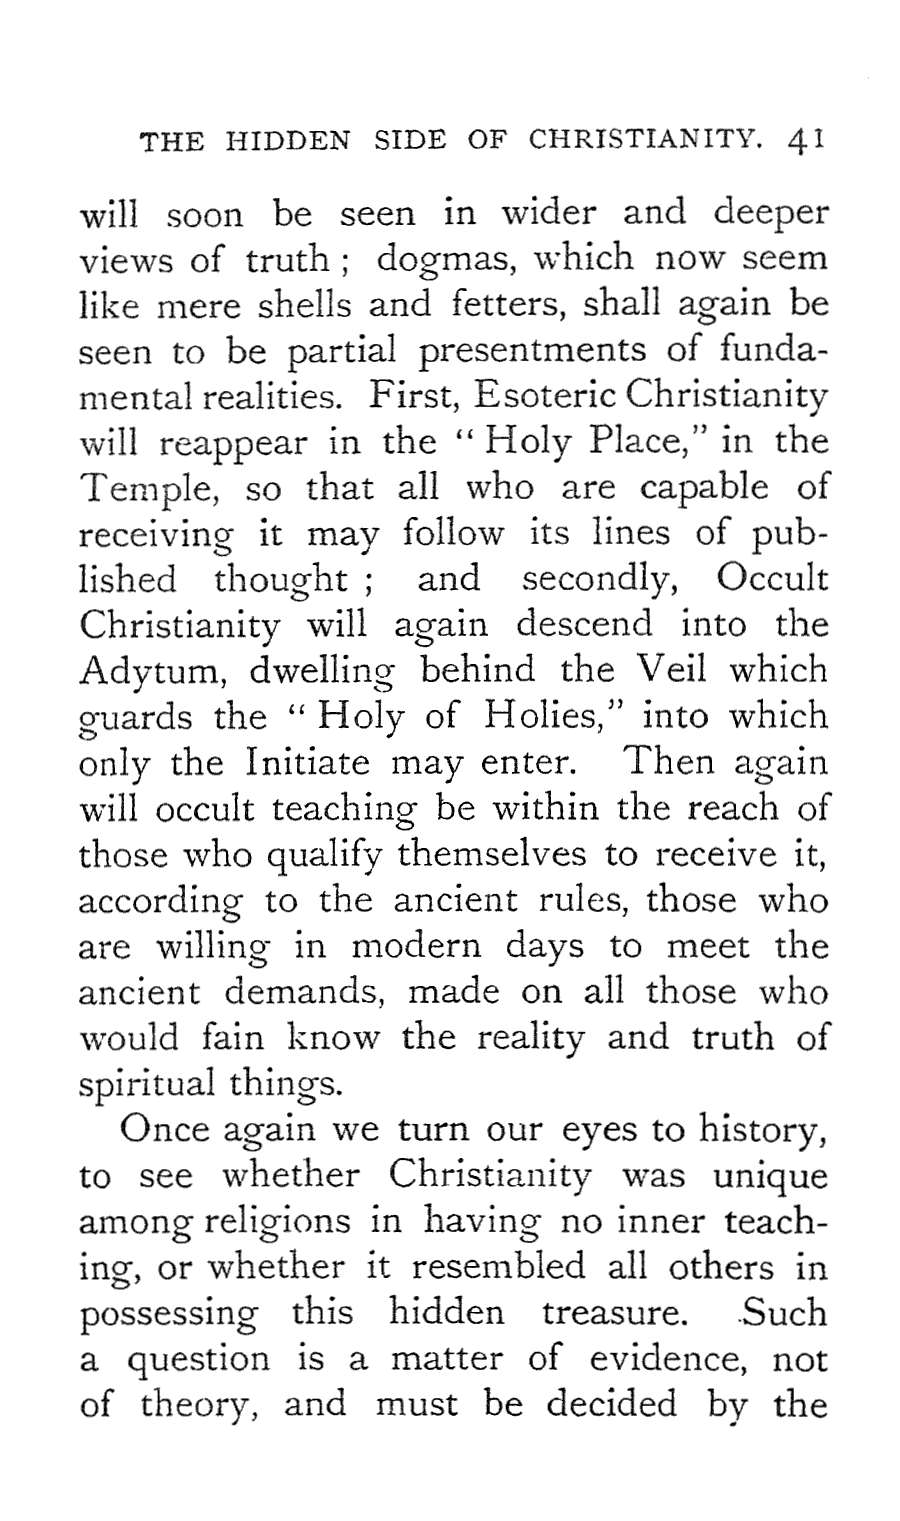 THE HIDDEN SIDE OF CHRISTIANITY. 41
will soon be seen in wider and deeper
views of truth ; dogmas, which now seem
like mere shells and fetters, shall again be
seen to be partial presentments of funda-
mental realities. First, Esoteric Christianity
will reappear in the “ Holy Place,” in the
Temple, so that all who are capable of
receiving it may follow its lines of pub-
lished thought ; and secondly, Occult
Christianity will again descend into the
Adytum, dwelling behind the Veil which
guards the “ Holy of Holies,” into which
only the Initiate may enter. Then again
will occult teaching be within the reach of
those who qualify themselves to receive it,
according to the ancient rules, those who
are willing in modern days to meet the
ancient demands, made on all those who
would fain know the reality and truth of
spiritual things.
Once again we turn our eyes to history,
to see whether Christianity was unique
among religions in having no inner teach-
ing, or whether it resembled all others in
possessing this hidden treasure. Such
a question is a matter of evidence, not
of theory, and must be decided by the